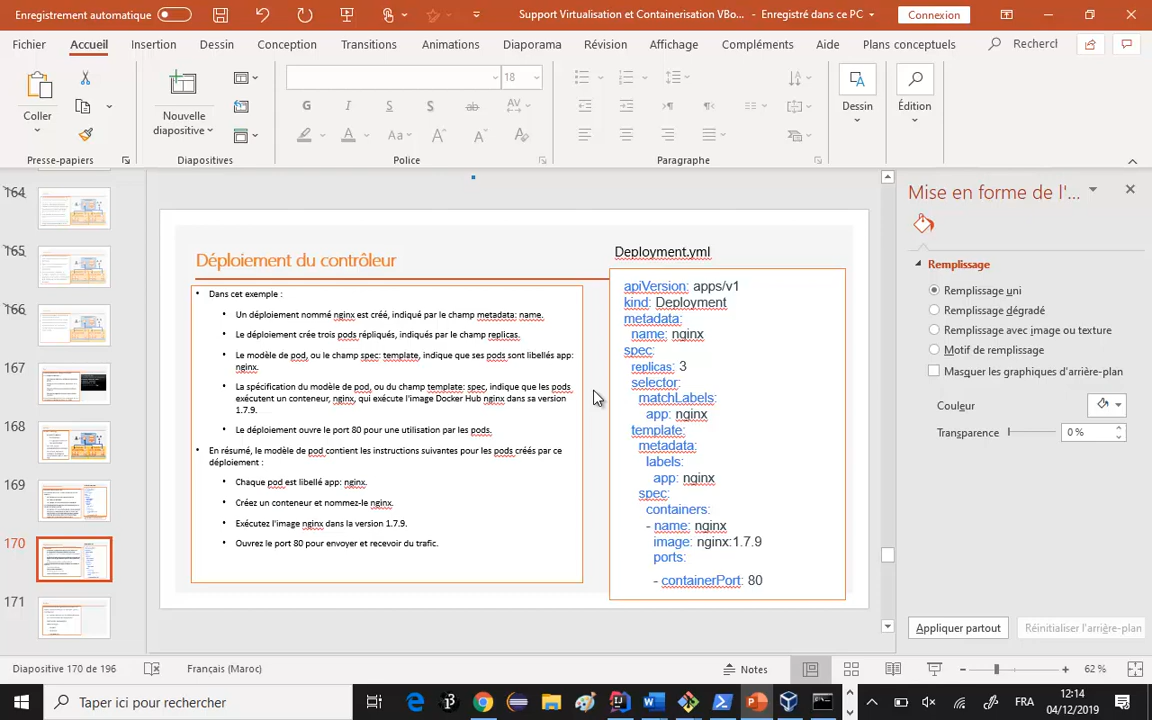 Enregistrement automatique
Support Virtualisation et Containerisation VBo... - Enregistré dans ce PC
Connexion
Fichier Accueil Insertion Dessin Conception Transitions Animations Diaporama Révision Affichage Compléments Aide Plans conceptuels Recherl
Coller
Nouvelle
diapositive
18
G I S S ab AV
A Aa A A
Dessin
Édition
Presse-papiers Diapositives Police Paragraphe
164
165
166
167
168
169
170
171
Déploiement du contrôleur
• Dans cet exemple :
• Un déploiement nommé nginx est créé, indiqué par le champ metadata: name.
• Le déploiement crée trois pods répliqués, indiqués par le champ replicas.
• Le modèle de pod, ou le champ spec: template, indique que ses pods sont libellés app:
nginx.
• La spécification du modèle de pod, ou du champ template: spec, indique que les pods
exécutent un conteneur, nginx, qui exécute l'image Docker Hub nginx dans sa version
1.7.9.
• Le déploiement ouvre le port 80 pour une utilisation par les pods.
• En résumé, le modèle de pod contient les instructions suivantes pour les pods créés par ce
déploiement :
• Chaque pod est libellé app: nginx.
• Créez un conteneur et nommez-le nginx.
• Exécutez l'image nginx dans la version 1.7.9.
• Ouvrez le port 80 pour envoyer et recevoir du trafic.
Deployment.yml
apiVersion: apps/v1
kind: Deployment
metadata:
name: nginx
spec:
replicas: 3
selector:
matchLabels:
app: nginx
template:
metadata:
labels:
app: nginx
spec:
containers:
- name: nginx
image: nginx:1.7.9
ports:
- containerPort: 80
Mise en forme de l'...
Remplissage
Remplissage uni
Remplissage dégradé
Remplissage avec image ou texture
Motif de remplissage
Masquer les graphiques d'arrière-plan
Couleur
Transparence 0 %
Appliquer partout Réinitialiser l'arrière-plan
Diapositive 170 de 196 Français (Maroc) Notes 62 %
Taper ici pour rechercher
FRA
12:14
04/12/2019